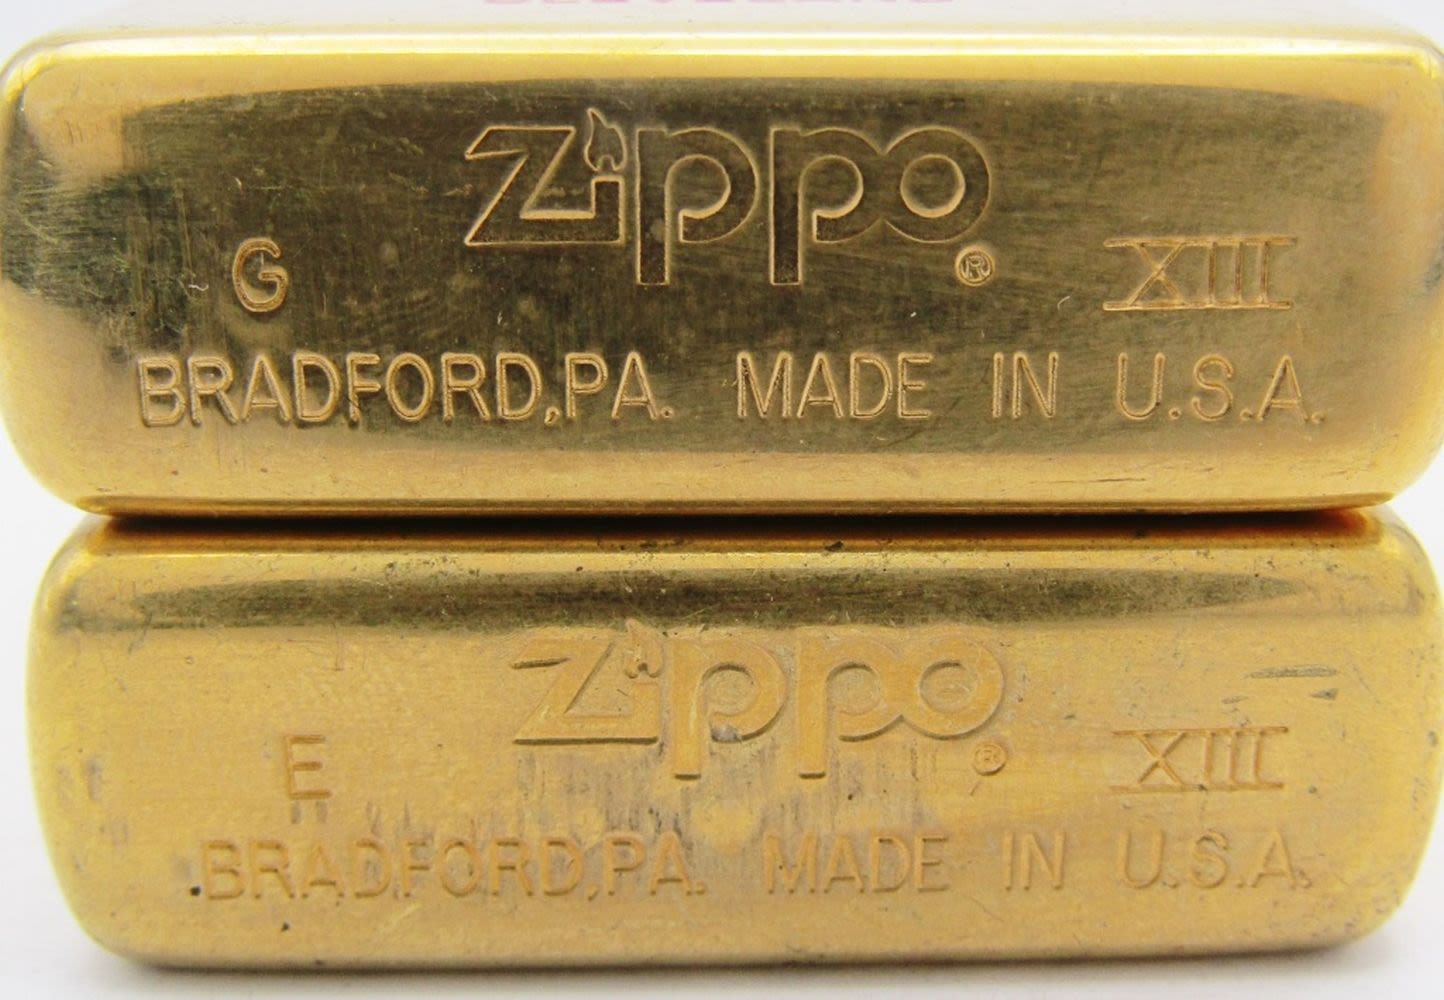 Zippo
G ® XIII
BRADFORD,PA. MADE IN U.S.A.
Zippo
E ® XIII
BRADFORD,PA. MADE IN U.S.A.